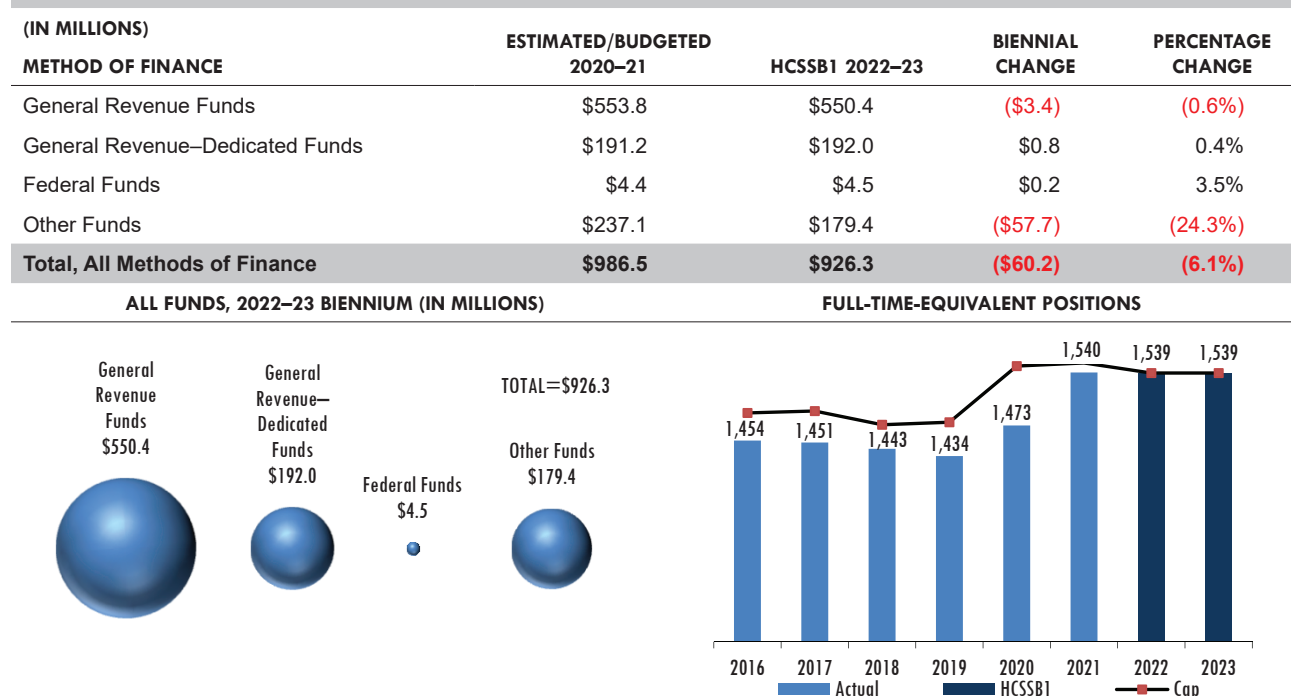 (IN MILLIONS)
METHOD OF FINANCE
ESTIMATED/BUDGETED
2020–21
HCSSB1 2022–23
BIENNIAL
CHANGE
PERCENTAGE
CHANGE
General Revenue Funds $553.8 $550.4 ($3.4) (0.6%)
General Revenue–Dedicated Funds $191.2 $192.0 $0.8 0.4%
Federal Funds $4.4 $4.5 $0.2 3.5%
Other Funds $237.1 $179.4 ($57.7) (24.3%)
Total, All Methods of Finance $986.5 $926.3 ($60.2) (6.1%)
ALL FUNDS, 2022–23 BIENNIUM (IN MILLIONS)
General
Revenue
Funds
$550.4
General
Revenue–
Dedicated
Funds
$192.0
Federal Funds
$4.5
TOTAL=$926.3
Other Funds
$179.4
FULL-TIME-EQUIVALENT POSITIONS
1,454 1,451 1,443 1,434 1,473 1,540 1,539 1,539
2016 2017 2018 2019 2020 2021 2022 2023
Actual HCSSB1 Cap